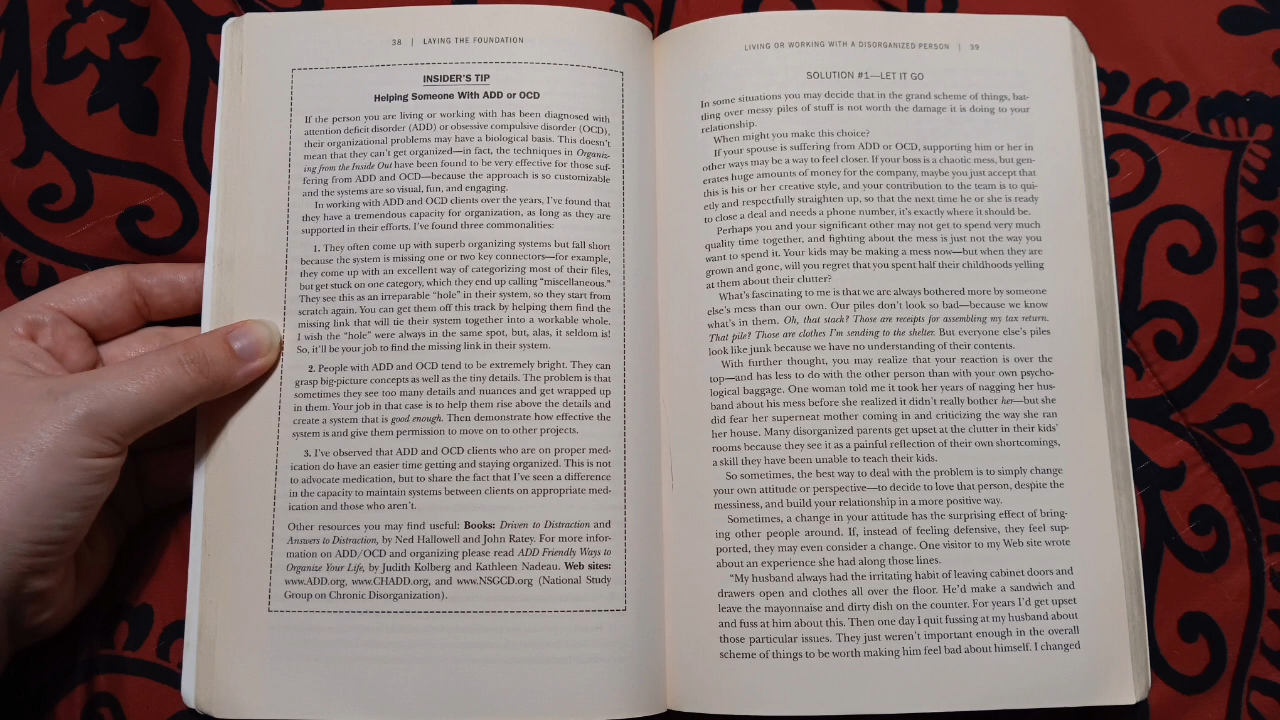 38 | LAYING THE FOUNDATION
INSIDER'S TIP
Helping Someone With ADD or OCD
If the person you are living or working with has been diagnosed with
attention deficit disorder (ADD) or obsessive compulsive disorder (OCD),
their organizational problems may have a biological basis. This doesn't
mean that they can't get organized—in fact, the techniques in Organiz-
ing from the Inside Out have been found to be very effective for those suf-
fering from ADD and OCD—because the approach is so customizable
and the systems are so visual, fun, and engaging.
In working with ADD and OCD clients over the years, I've found that
they have a tremendous capacity for organization, as long as they are
supported in their efforts. I've found three commonalities:
1. They often come up with superb organizing systems but fall short
because the system is missing one or two key connectors—for example,
they come up with an excellent way of categorizing most of their files,
but get stuck on one category, which they end up calling “miscellaneous.”
They see this as an irreparable “hole” in their system, so they start from
scratch again. You can get them off this track by helping them find the
missing link that will tie their system together into a workable whole.
I wish the “hole” were always in the same spot, but, alas, it seldom is!
So, it'll be your job to find the missing link in their system.
2. People with ADD and OCD tend to be extremely bright. They can
grasp big-picture concepts as well as the tiny details. The problem is that
sometimes they see too many details and nuances and get wrapped up
in them. Your job in that case is to help them rise above the details and
create a system that is good enough. Then demonstrate how effective the
system is and give them permission to move on to other projects.
3. I've observed that ADD and OCD clients who are on proper med-
ication do have an easier time getting and staying organized. This is not
to advocate medication, but to share the fact that I've seen a difference
in the capacity to maintain systems between clients on appropriate med-
ication and those who aren't.
Other resources you may find useful: Books: Driven to Distraction and
Answers to Distraction, by Ned Hallowell and John Ratey. For more infor-
mation on ADD/OCD and organizing please read ADD Friendly Ways to
Organize Your Life, by Judith Kolberg and Kathleen Nadeau. Web sites:
www.ADD.org, www.CHADD.org, and www.NSGCD.org (National Study
Group on Chronic Disorganization).
LIVING OR WORKING WITH A DISORGANIZED PERSON | 39
SOLUTION #1—LET IT GO
In some situations you may decide that in the grand scheme of things, bat-
tling over messy piles of stuff is not worth the damage it is doing to your
relationship.
When might you make this choice?
If your spouse is suffering from ADD or OCD, supporting him or her in
other ways may be a way to feel closer. If your boss is a chaotic mess, but gen-
erates huge amounts of money for the company, maybe you just accept that
this is his or her creative style, and your contribution to the team is to qui-
etly and respectfully straighten up, so that the next time he or she is ready
to close a deal and needs a phone number, it's exactly where it should be.
Perhaps you and your significant other may not get to spend very much
quality time together, and fighting about the mess is just not the way you
want to spend it. Your kids may be making a mess now—but when they are
grown and gone, will you regret that you spent half their childhoods yelling
at them about their clutter?
What's fascinating to me is that we are always bothered more by someone
else's mess than our own. Our piles don't look so bad—because we know
what's in them. Oh, that stack? Those are receipts for assembling my tax return.
That pile? Those are clothes I'm sending to the shelter. But everyone else's piles
look like junk because we have no understanding of their contents.
With further thought, you may realize that your reaction is over the
top—and has less to do with the other person than with your own psycho-
logical baggage. One woman told me it took her years of nagging her hus-
band about his mess before she realized it didn't really bother her—but she
did fear her superneat mother coming in and criticizing the way she ran
her house. Many disorganized parents get upset at the clutter in their kids'
rooms because they see it as a painful reflection of their own shortcomings,
a skill they have been unable to teach their kids.
So sometimes, the best way to deal with the problem is to simply change
your own attitude or perspective—to decide to love that person, despite the
messiness, and build your relationship in a more positive way.
Sometimes, a change in your attitude has the surprising effect of bring-
ing other people around. If, instead of feeling defensive, they feel sup-
ported, they may even consider a change. One visitor to my Web site wrote
about an experience she had along those lines.
“My husband always had the irritating habit of leaving cabinet doors and
drawers open and clothes all over the floor. He'd make a sandwich and
leave the mayonnaise and dirty dish on the counter. For years I'd get upset
and fuss at him about this. Then one day I quit fussing at my husband about
those particular issues. They just weren't important enough in the overall
scheme of things to be worth making him feel bad about himself. I changed